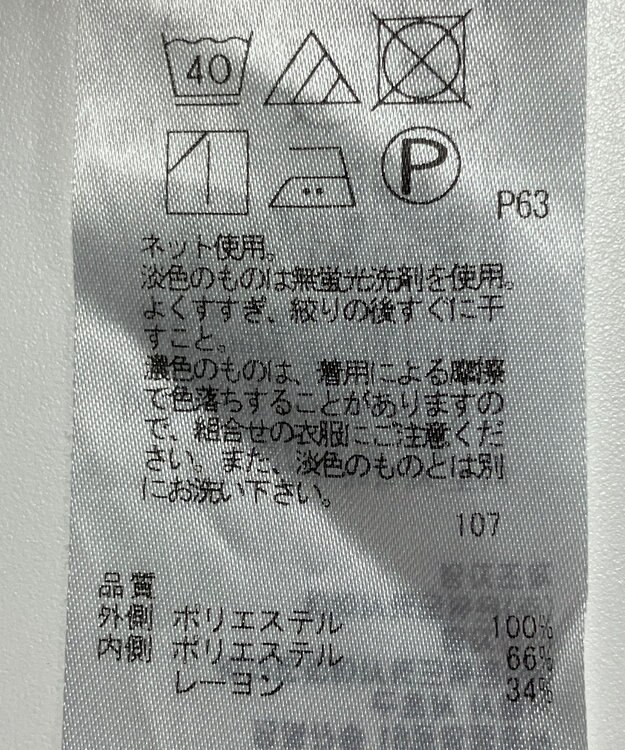 40
P
P63
ネット使用。
淡色のものは無蛍光洗剤を使用。
よくすすぎ、絞りの後すぐに干
すこと。
濃色のものは、着用による摩擦
で色落ちすることがありますの
で、組合せの衣服にご注意くだ
さい。また、淡色のものとは別
にお洗い下さい。
107
品質
外側 ポリエステル 100%
内側 ポリエステル 66%
レーヨン 34%